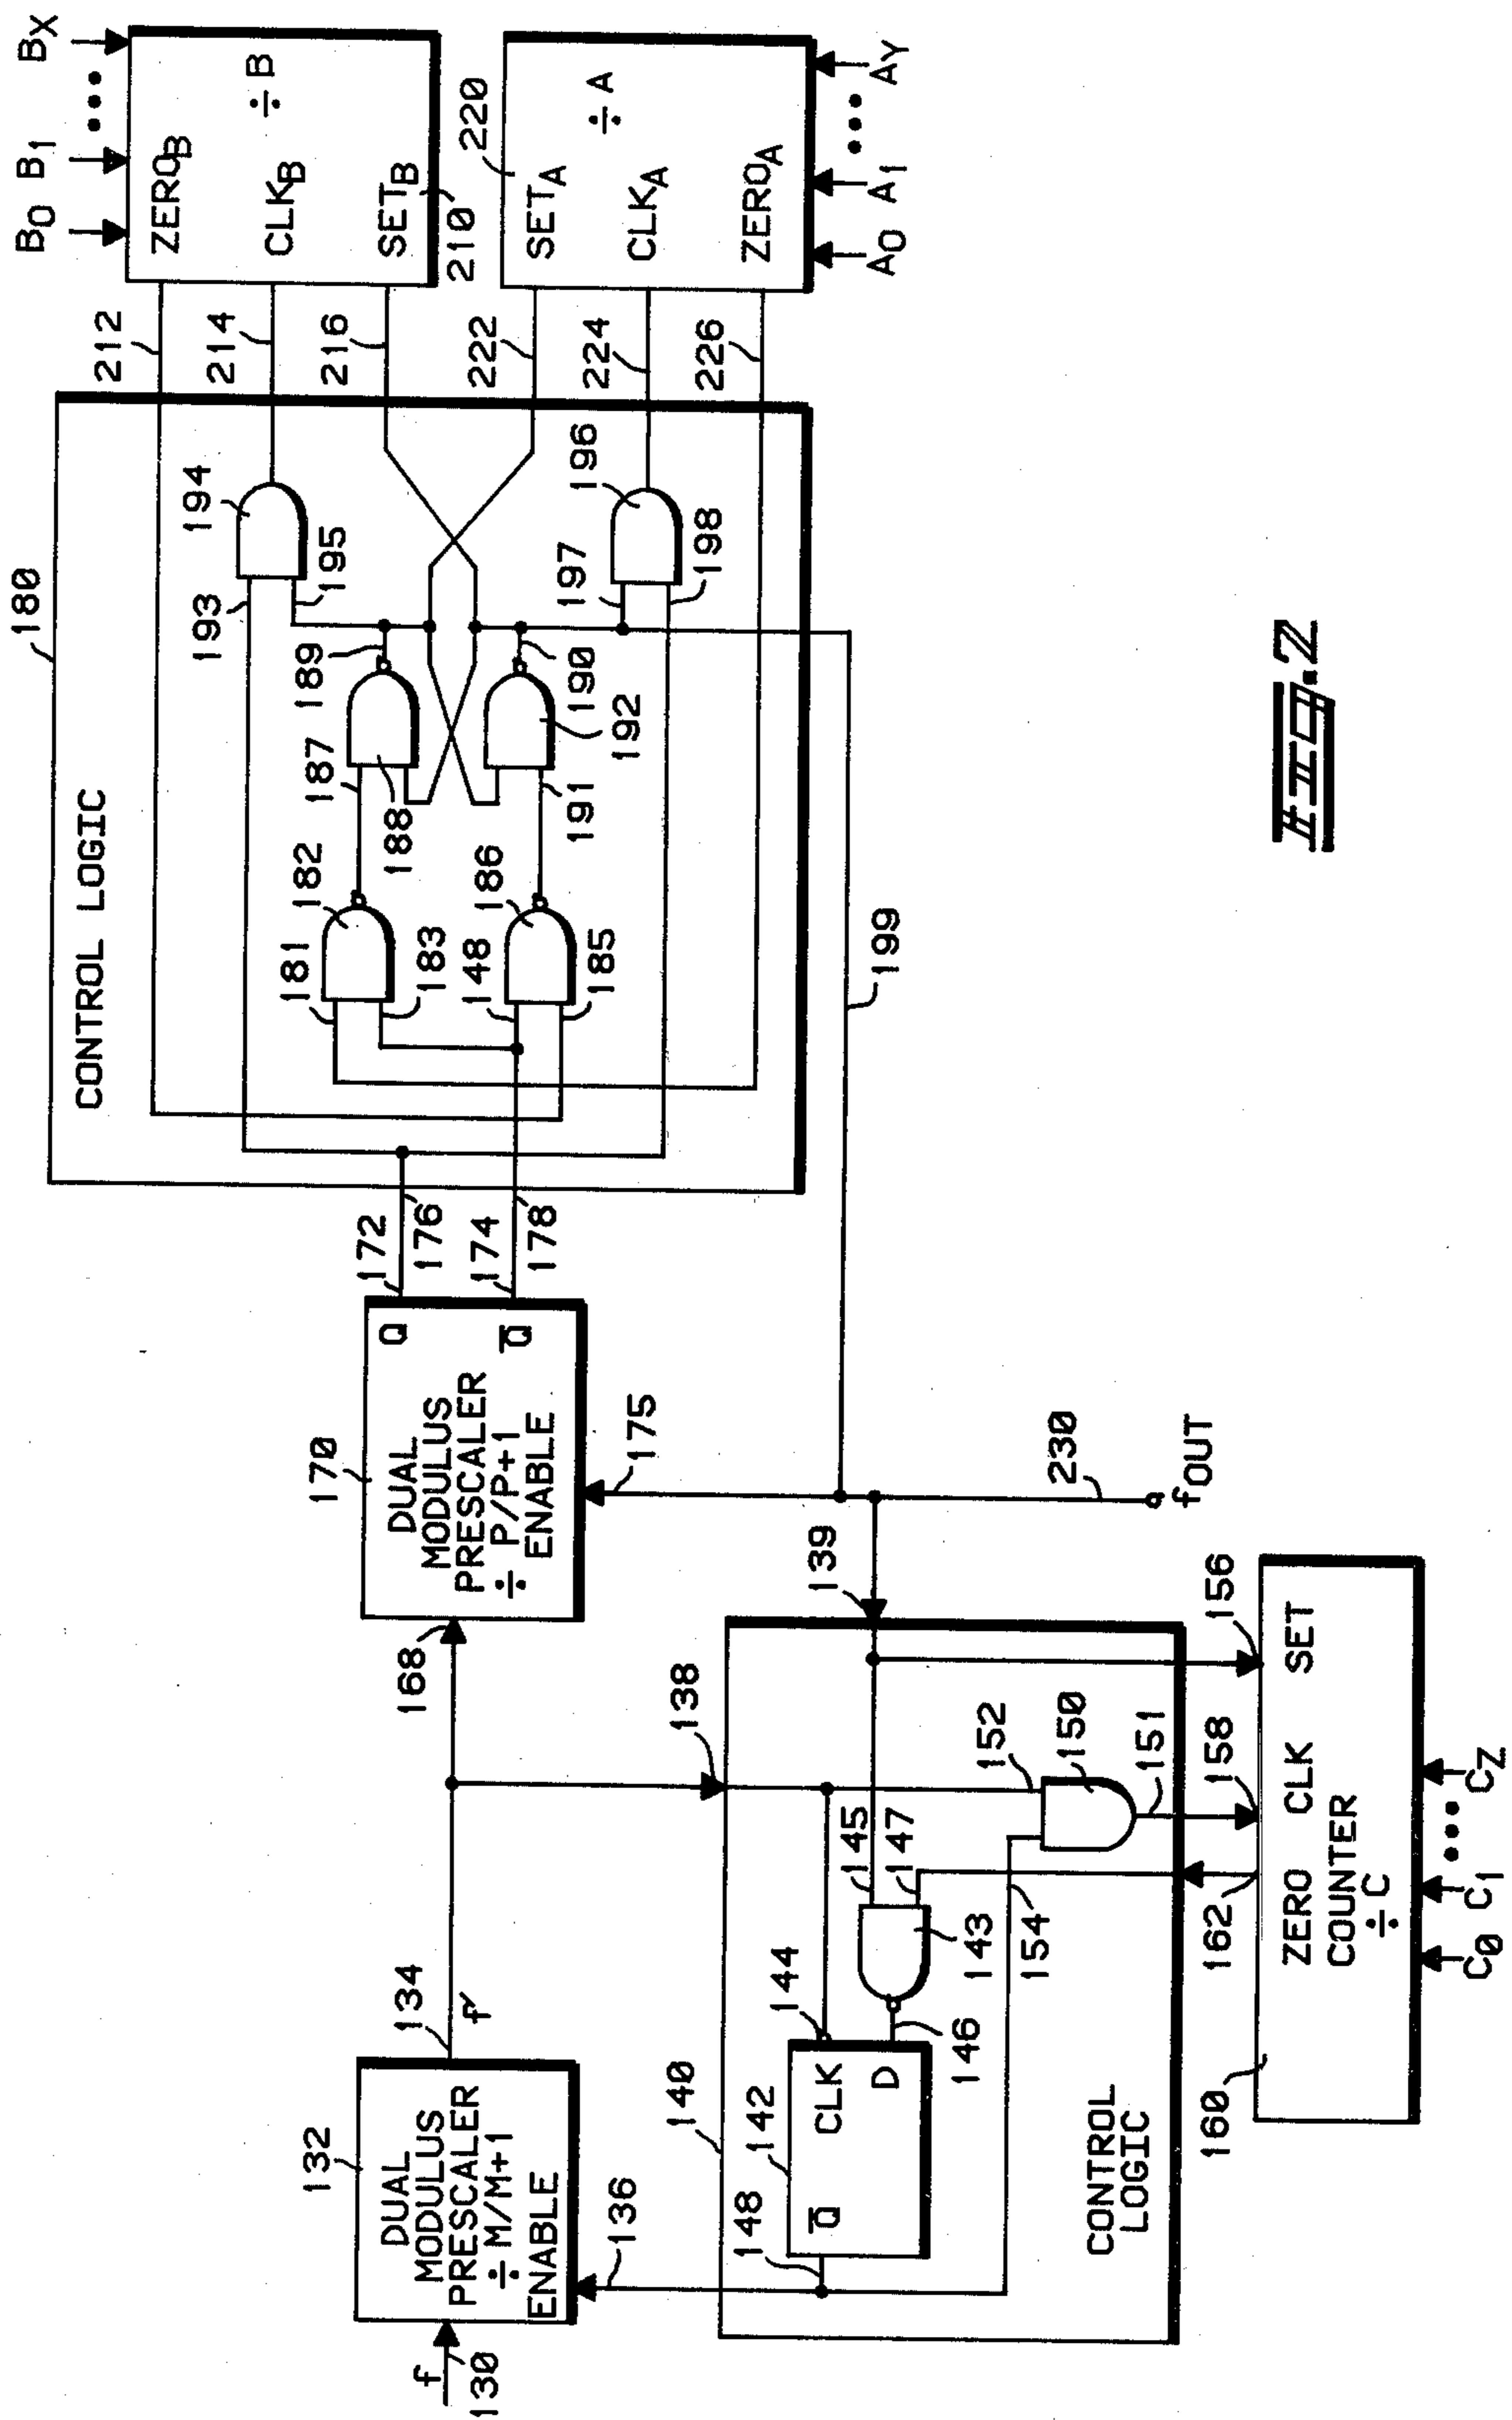 f
130
132
DUAL
MODULUS
PRESCALER
÷ M/M+1
ENABLE
134
f'
136
168
170
DUAL
MODULUS
PRESCALER
÷ P/P+1
ENABLE
Q
Q̅
172
176
174
178
175
180
CONTROL LOGIC
181
182
183
148
186
185
187
188
189
190
191
192
193
194
195
196
197
198
199
212
214
216
222
224
226
B0 B1 ••• BX
ZEROB
CLKB
÷ B
SETB
210
220
SETA
CLKA
÷ A
ZEROA
A0 A1 ••• AY
138
139
140
142
Q̅
CLK
D
144
146
148
143
145
147
150
151
152
154
CONTROL
LOGIC
156
158
162
160
ZERO CLK SET
COUNTER
÷ C
C0 C1 ••• CZ
230
fOUT
FIG. 2